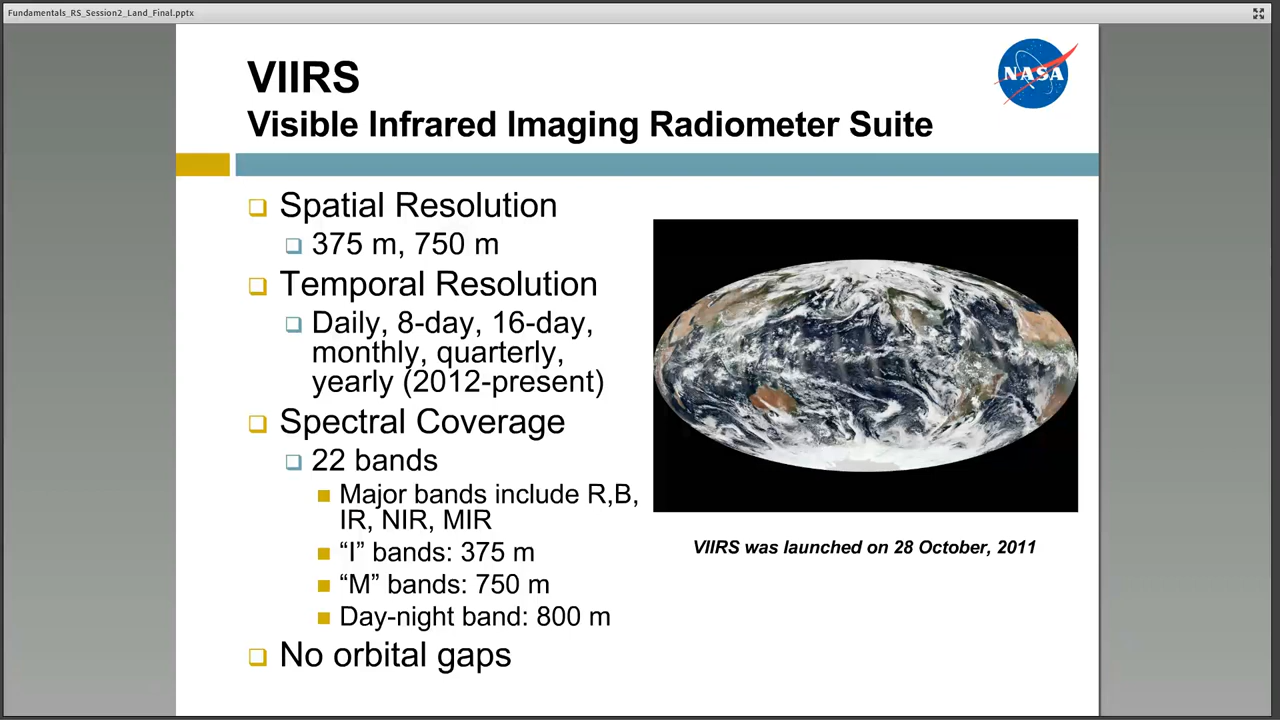 Fundamentals_RS_Session2_Land_Final.pptx
VIIRS
Visible Infrared Imaging Radiometer Suite
NASA
Spatial Resolution
375 m, 750 m
Temporal Resolution
Daily, 8-day, 16-day,
monthly, quarterly,
yearly (2012-present)
Spectral Coverage
22 bands
Major bands include R,B,
IR, NIR, MIR
“I” bands: 375 m
“M” bands: 750 m
Day-night band: 800 m
No orbital gaps
VIIRS was launched on 28 October, 2011